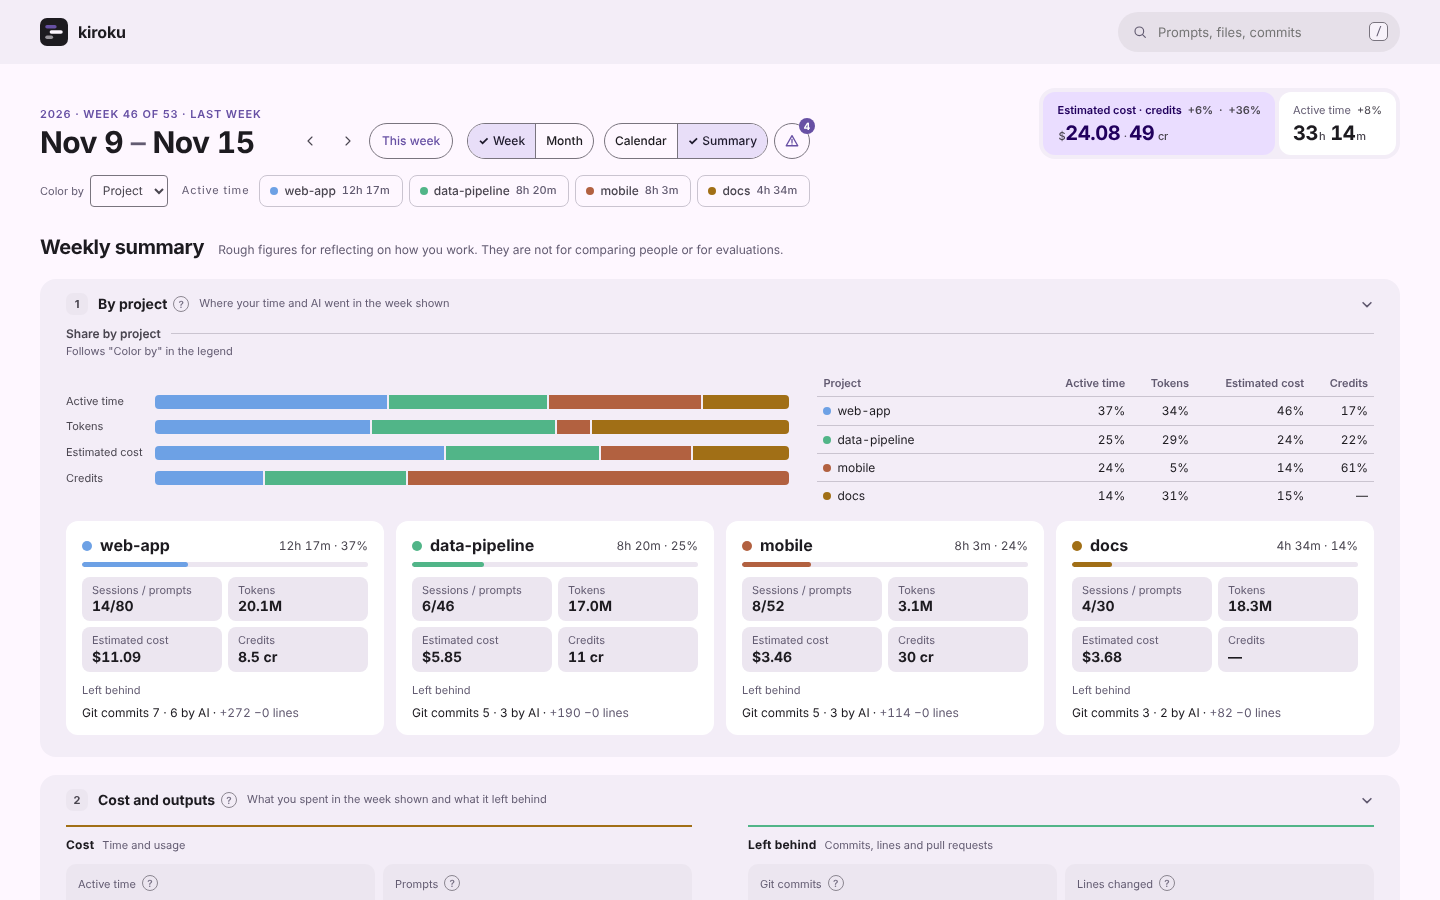 kiroku
Prompts, files, commits /
2026 · WEEK 46 OF 53 · LAST WEEK
Nov 9 – Nov 15
This week
Week Month
Calendar Summary
4
Estimated cost · credits +6% · +36%
$24.08 · 49 cr
Active time +8%
33h 14m
Color by Project Active time
web-app 12h 17m
data-pipeline 8h 20m
mobile 8h 3m
docs 4h 34m
Weekly summary Rough figures for reflecting on how you work. They are not for comparing people or for evaluations.
1 By project ? Where your time and AI went in the week shown
Share by project
Follows "Color by" in the legend
Active time
Tokens
Estimated cost
Credits
Project Active time Tokens Estimated cost Credits
web-app 37% 34% 46% 17%
data-pipeline 25% 29% 24% 22%
mobile 24% 5% 14% 61%
docs 14% 31% 15% —
web-app 12h 17m · 37%
Sessions / prompts Tokens
14/80 20.1M
Estimated cost Credits
$11.09 8.5 cr
Left behind
Git commits 7 · 6 by AI · +272 −0 lines
data-pipeline 8h 20m · 25%
Sessions / prompts Tokens
6/46 17.0M
Estimated cost Credits
$5.85 11 cr
Left behind
Git commits 5 · 3 by AI · +190 −0 lines
mobile 8h 3m · 24%
Sessions / prompts Tokens
8/52 3.1M
Estimated cost Credits
$3.46 30 cr
Left behind
Git commits 5 · 3 by AI · +114 −0 lines
docs 4h 34m · 14%
Sessions / prompts Tokens
4/30 18.3M
Estimated cost Credits
$3.68 —
Left behind
Git commits 3 · 2 by AI · +82 −0 lines
2 Cost and outputs ? What you spent in the week shown and what it left behind
Cost Time and usage
Active time ? Prompts ?
Left behind Commits, lines and pull requests
Git commits ? Lines changed ?